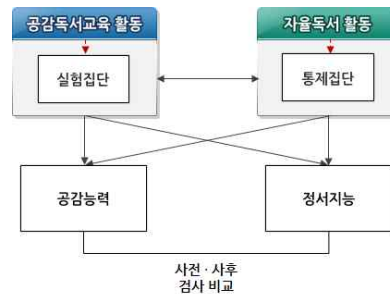 공감독서교육 활동
자율독서 활동
실험집단
통제집단
공감능력
정서지능
사전 · 사후
검사 비교